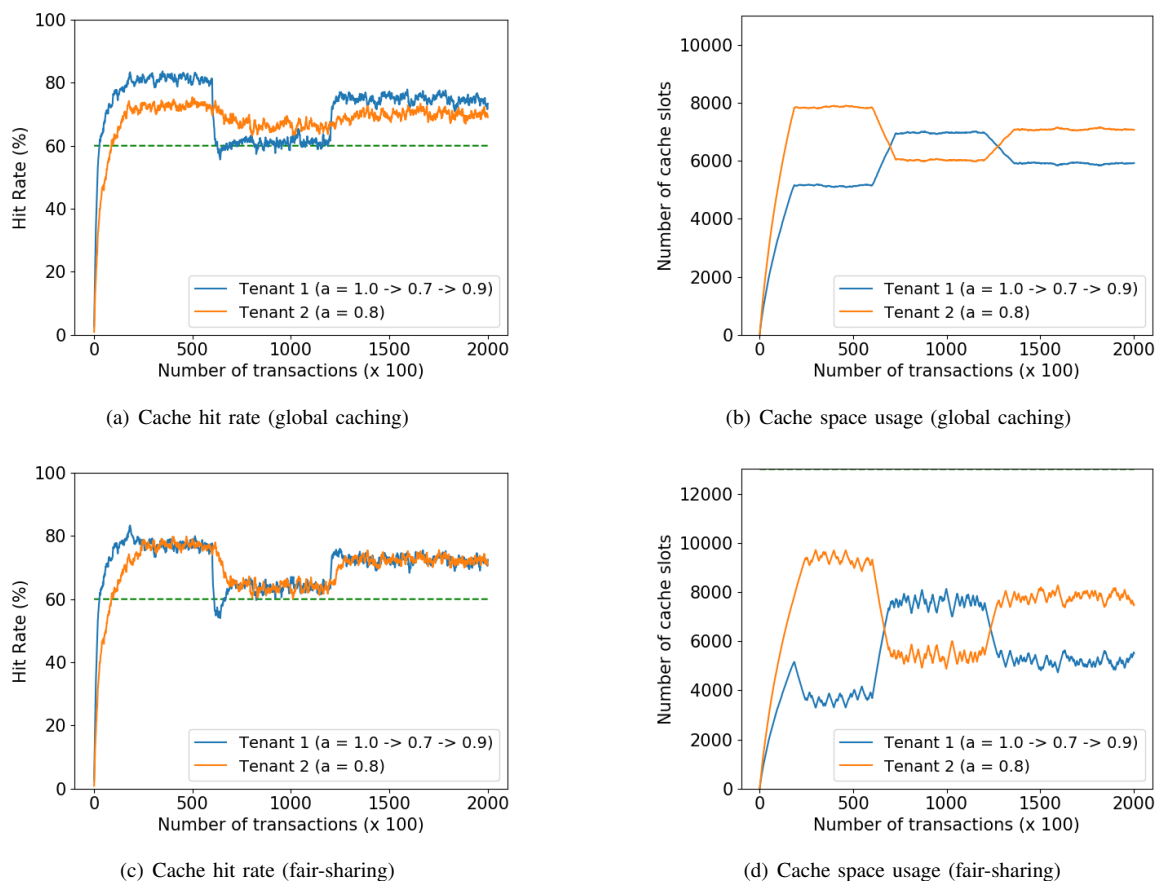 100
80
60
40
20
0
Hit Rate (%)
Tenant 1 (a = 1.0 -> 0.7 -> 0.9)
Tenant 2 (a = 0.8)
0 500 1000 1500 2000
Number of transactions (x 100)
(a) Cache hit rate (global caching)
10000
8000
6000
4000
2000
0
Number of cache slots
Tenant 1 (a = 1.0 -> 0.7 -> 0.9)
Tenant 2 (a = 0.8)
0 500 1000 1500 2000
Number of transactions (x 100)
(b) Cache space usage (global caching)
100
80
60
40
20
0
Hit Rate (%)
Tenant 1 (a = 1.0 -> 0.7 -> 0.9)
Tenant 2 (a = 0.8)
0 500 1000 1500 2000
Number of transactions (x 100)
(c) Cache hit rate (fair-sharing)
12000
10000
8000
6000
4000
2000
0
Number of cache slots
Tenant 1 (a = 1.0 -> 0.7 -> 0.9)
Tenant 2 (a = 0.8)
0 500 1000 1500 2000
Number of transactions (x 100)
(d) Cache space usage (fair-sharing)